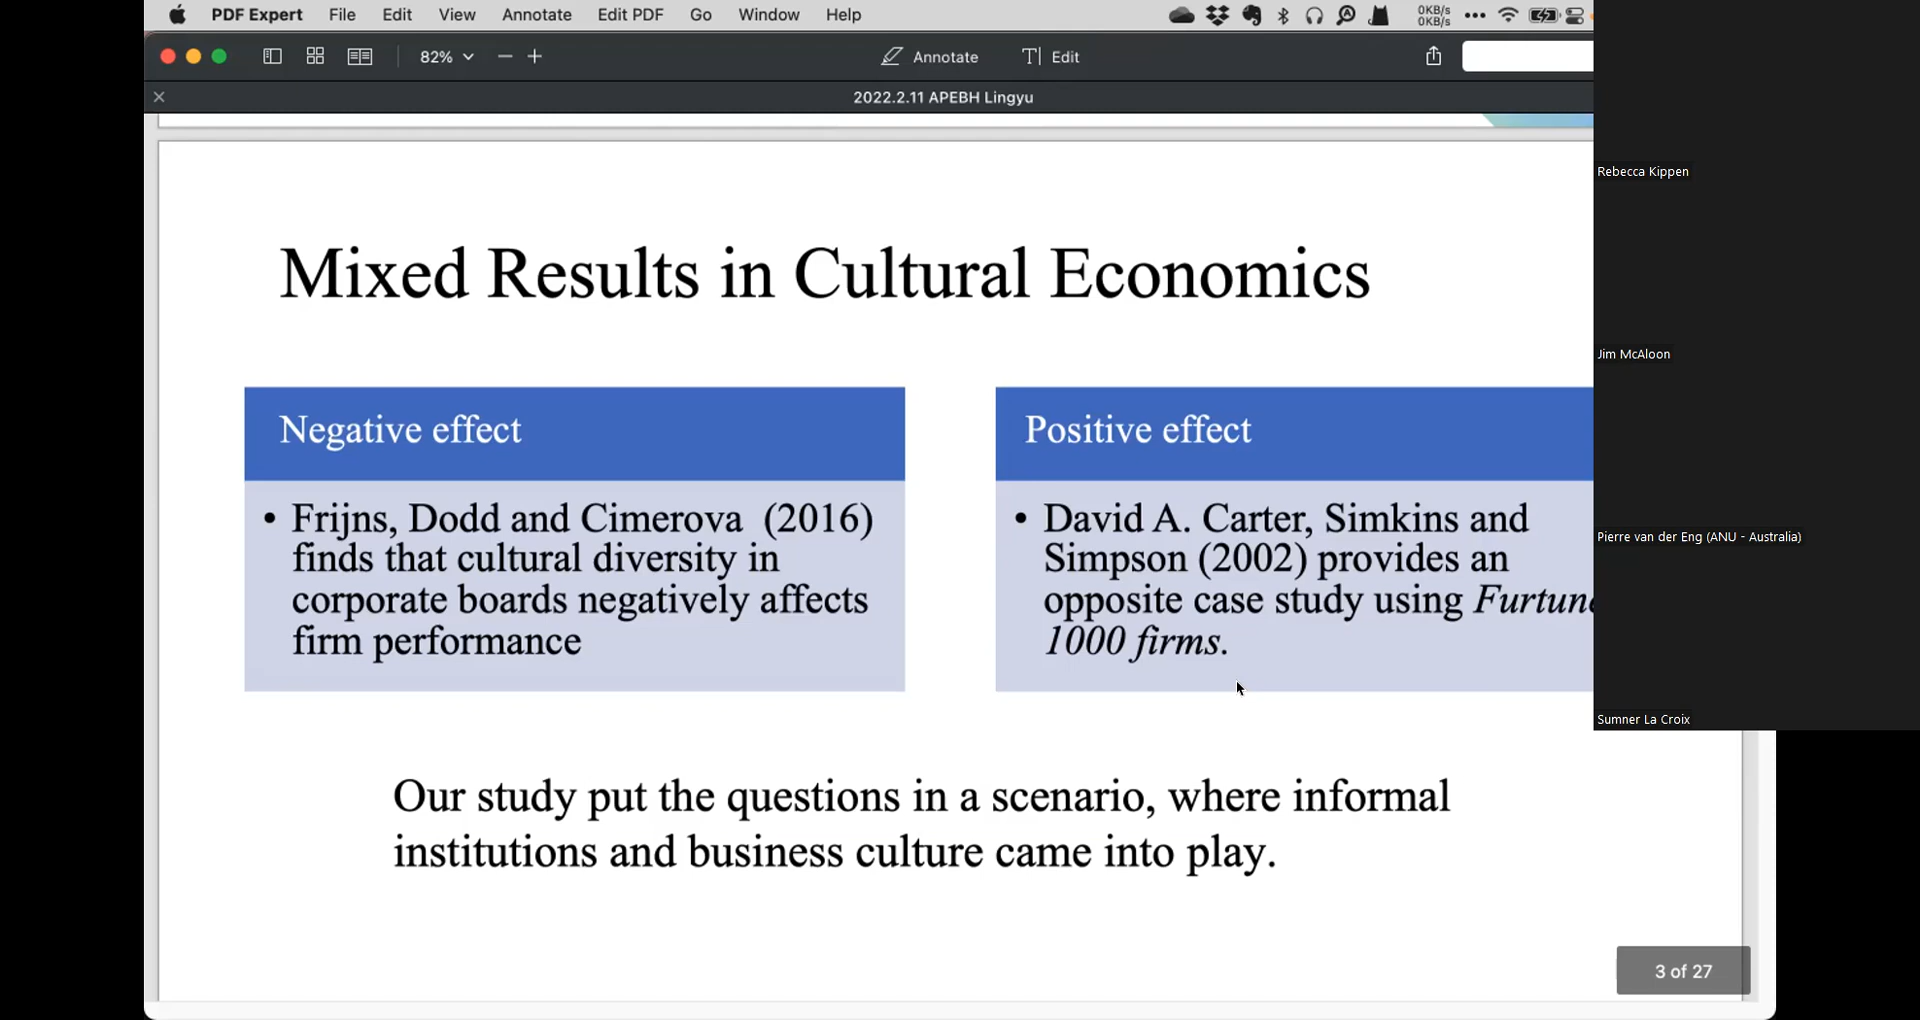 PDF Expert File Edit View Annotate Edit PDF Go Window Help
0KB/s
0KB/s
82%
Annotate
Edit
2022.2.11 APEBH Lingyu
Mixed Results in Cultural Economics
Negative effect
• Frijns, Dodd and Cimerova (2016)
finds that cultural diversity in
corporate boards negatively affects
firm performance
Positive effect
• David A. Carter, Simkins and
Simpson (2002) provides an
opposite case study using Furtune
1000 firms.
Our study put the questions in a scenario, where informal
institutions and business culture came into play.
3 of 27
Rebecca Kippen
Jim McAloon
Pierre van der Eng (ANU - Australia)
Sumner La Croix